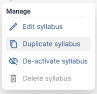 Manage
Edit syllabus
Duplicate syllabus
De-activate syllabus
Delete syllabus